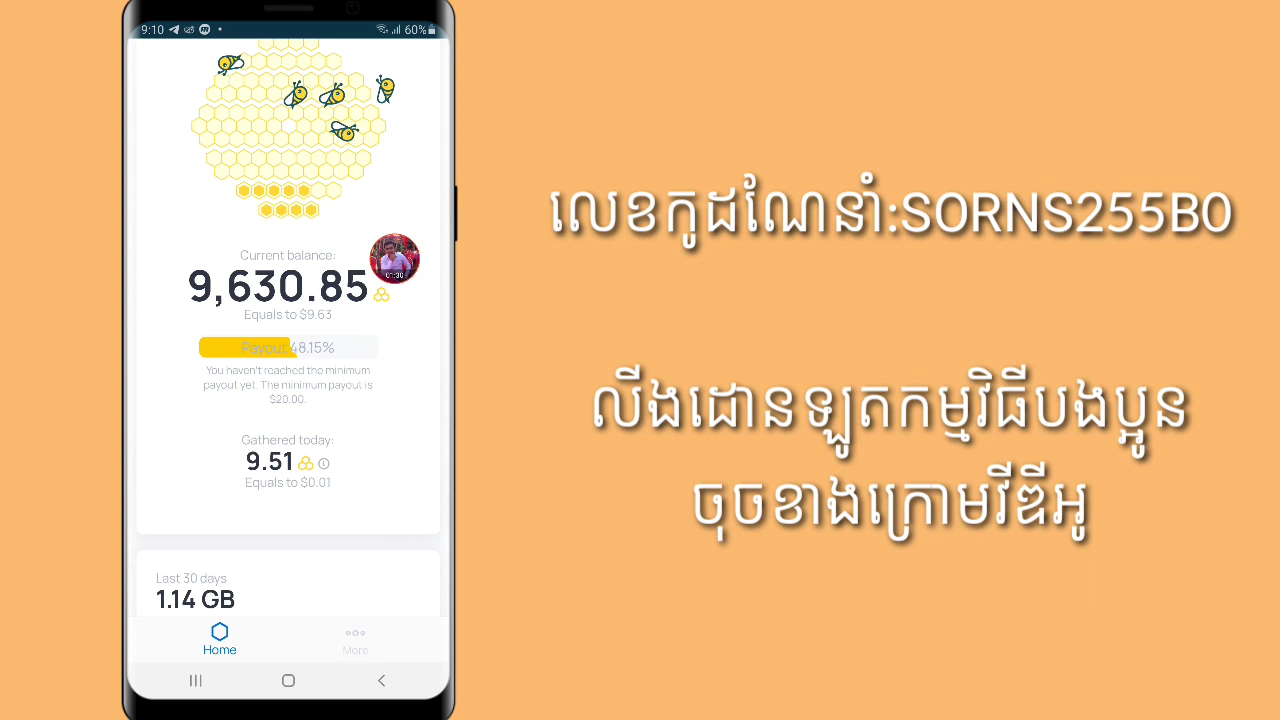 9:10
60%
Current balance:
9,630.85
01:30
Equals to $9.63
Payout 48.15%
You haven't reached the minimum
payout yet. The minimum payout is
$20.00.
Gathered today:
9.51
Equals to $0.01
Last 30 days
1.14 GB
Home
More
លេខកូដណែនាំ:SORNS255B0
លីងដោនឡូតកម្មវិធីបងប្អូន
ចុចខាងក្រោមវីឌីអូ